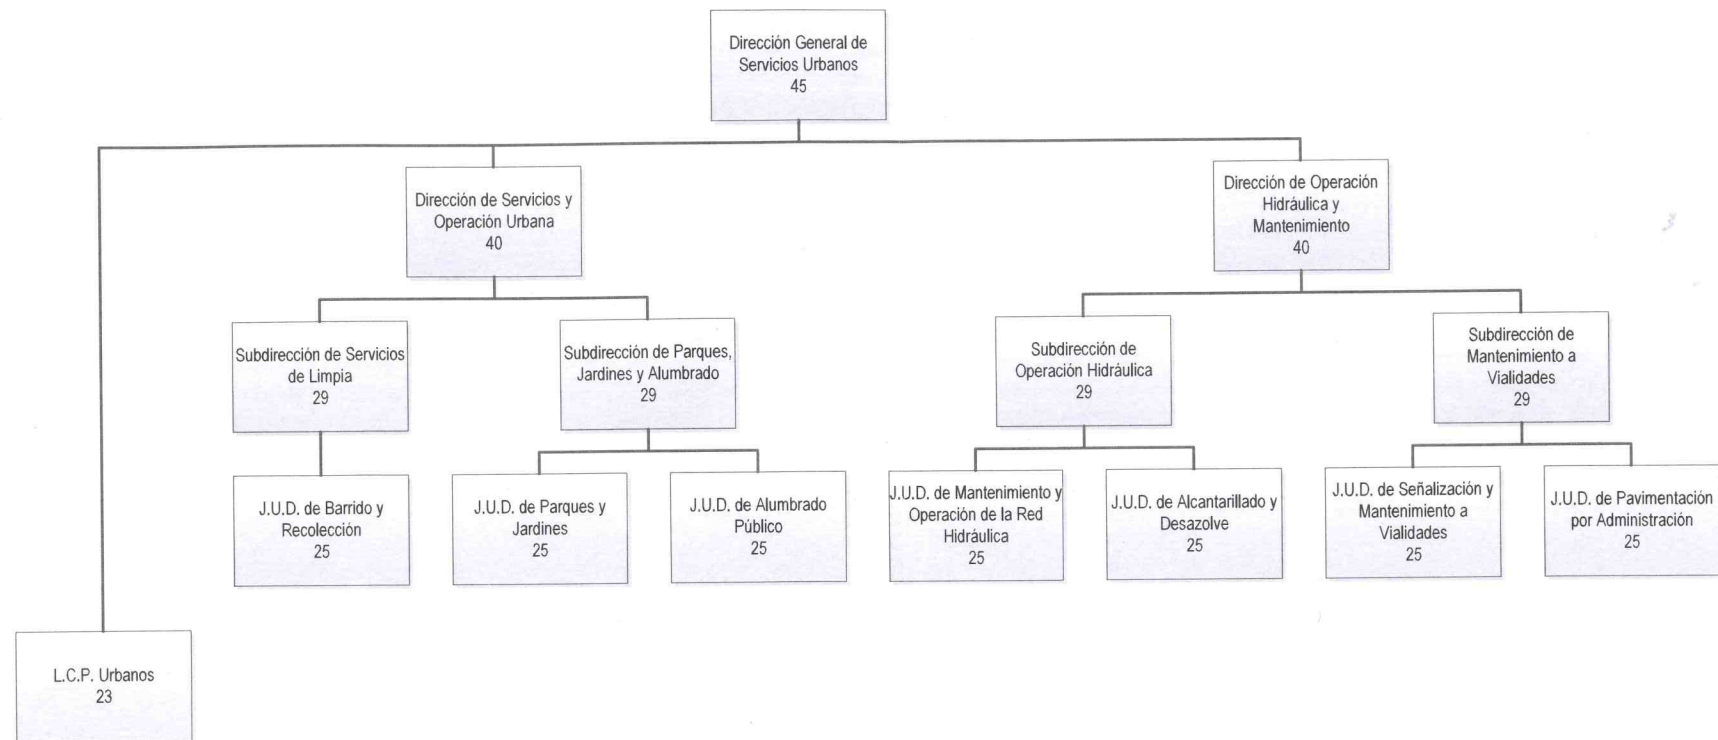 Dirección General de
Servicios Urbanos
45
Dirección de Servicios y
Operación Urbana
40
Dirección de Operación
Hidráulica y
Mantenimiento
40
Subdirección de Servicios
de Limpia
29
Subdirección de Parques,
Jardines y Alumbrado
29
Subdirección de
Operación Hidráulica
29
Subdirección de
Mantenimiento a
Vialidades
29
J.U.D. de Barrido y
Recolección
25
J.U.D. de Parques y
Jardines
25
J.U.D. de Alumbrado
Público
25
J.U.D. de Mantenimiento y
Operación de la Red
Hidráulica
25
J.U.D. de Alcantarillado y
Desazolve
25
J.U.D. de Señalización y
Mantenimiento a
Vialidades
25
J.U.D. de Pavimentación
por Administración
25
L.C.P. Urbanos
23